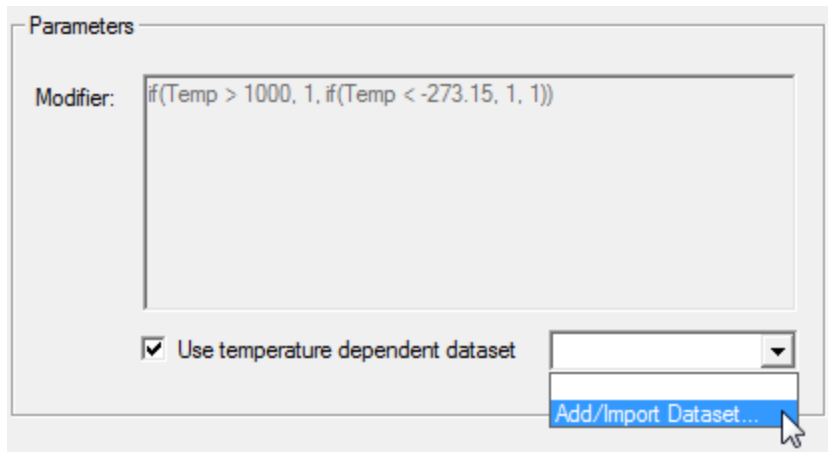 Parameters
Modifier:
if(Temp > 1000, 1, if(Temp < -273.15, 1, 1))
Use temperature dependent dataset
Add/Import Dataset...